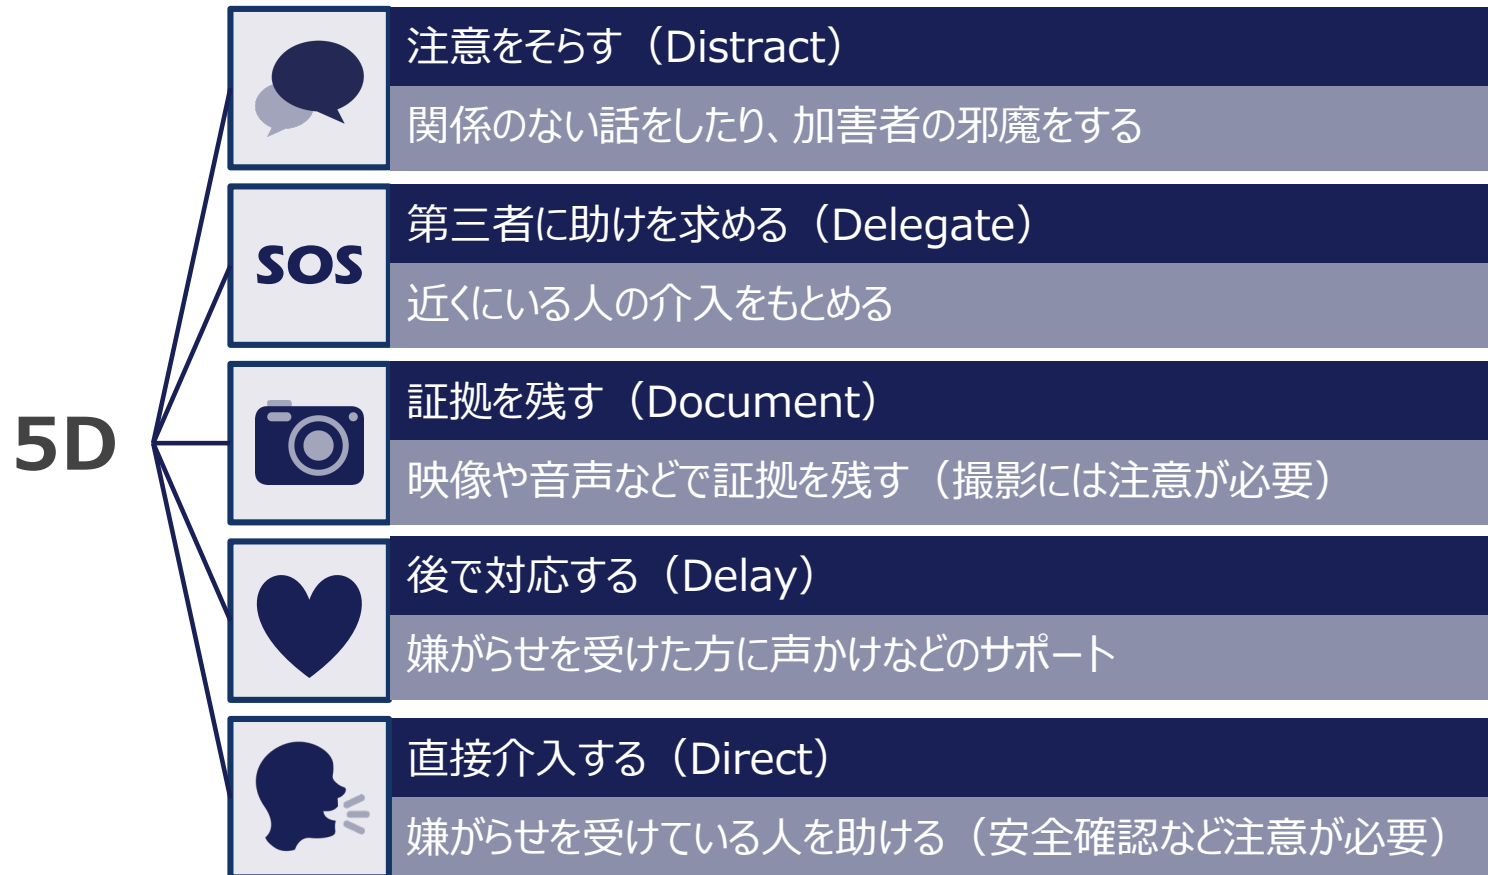 5D
注意をそらす（Distract）
関係のない話をしたり、加害者の邪魔をする
SOS
第三者に助けを求める（Delegate）
近くにいる人の介入をもとめる
証拠を残す（Document）
映像や音声などで証拠を残す（撮影には注意が必要）
後で対応する（Delay）
嫌がらせを受けた方に声かけなどのサポート
直接介入する（Direct）
嫌がらせを受けている人を助ける（安全確認など注意が必要）